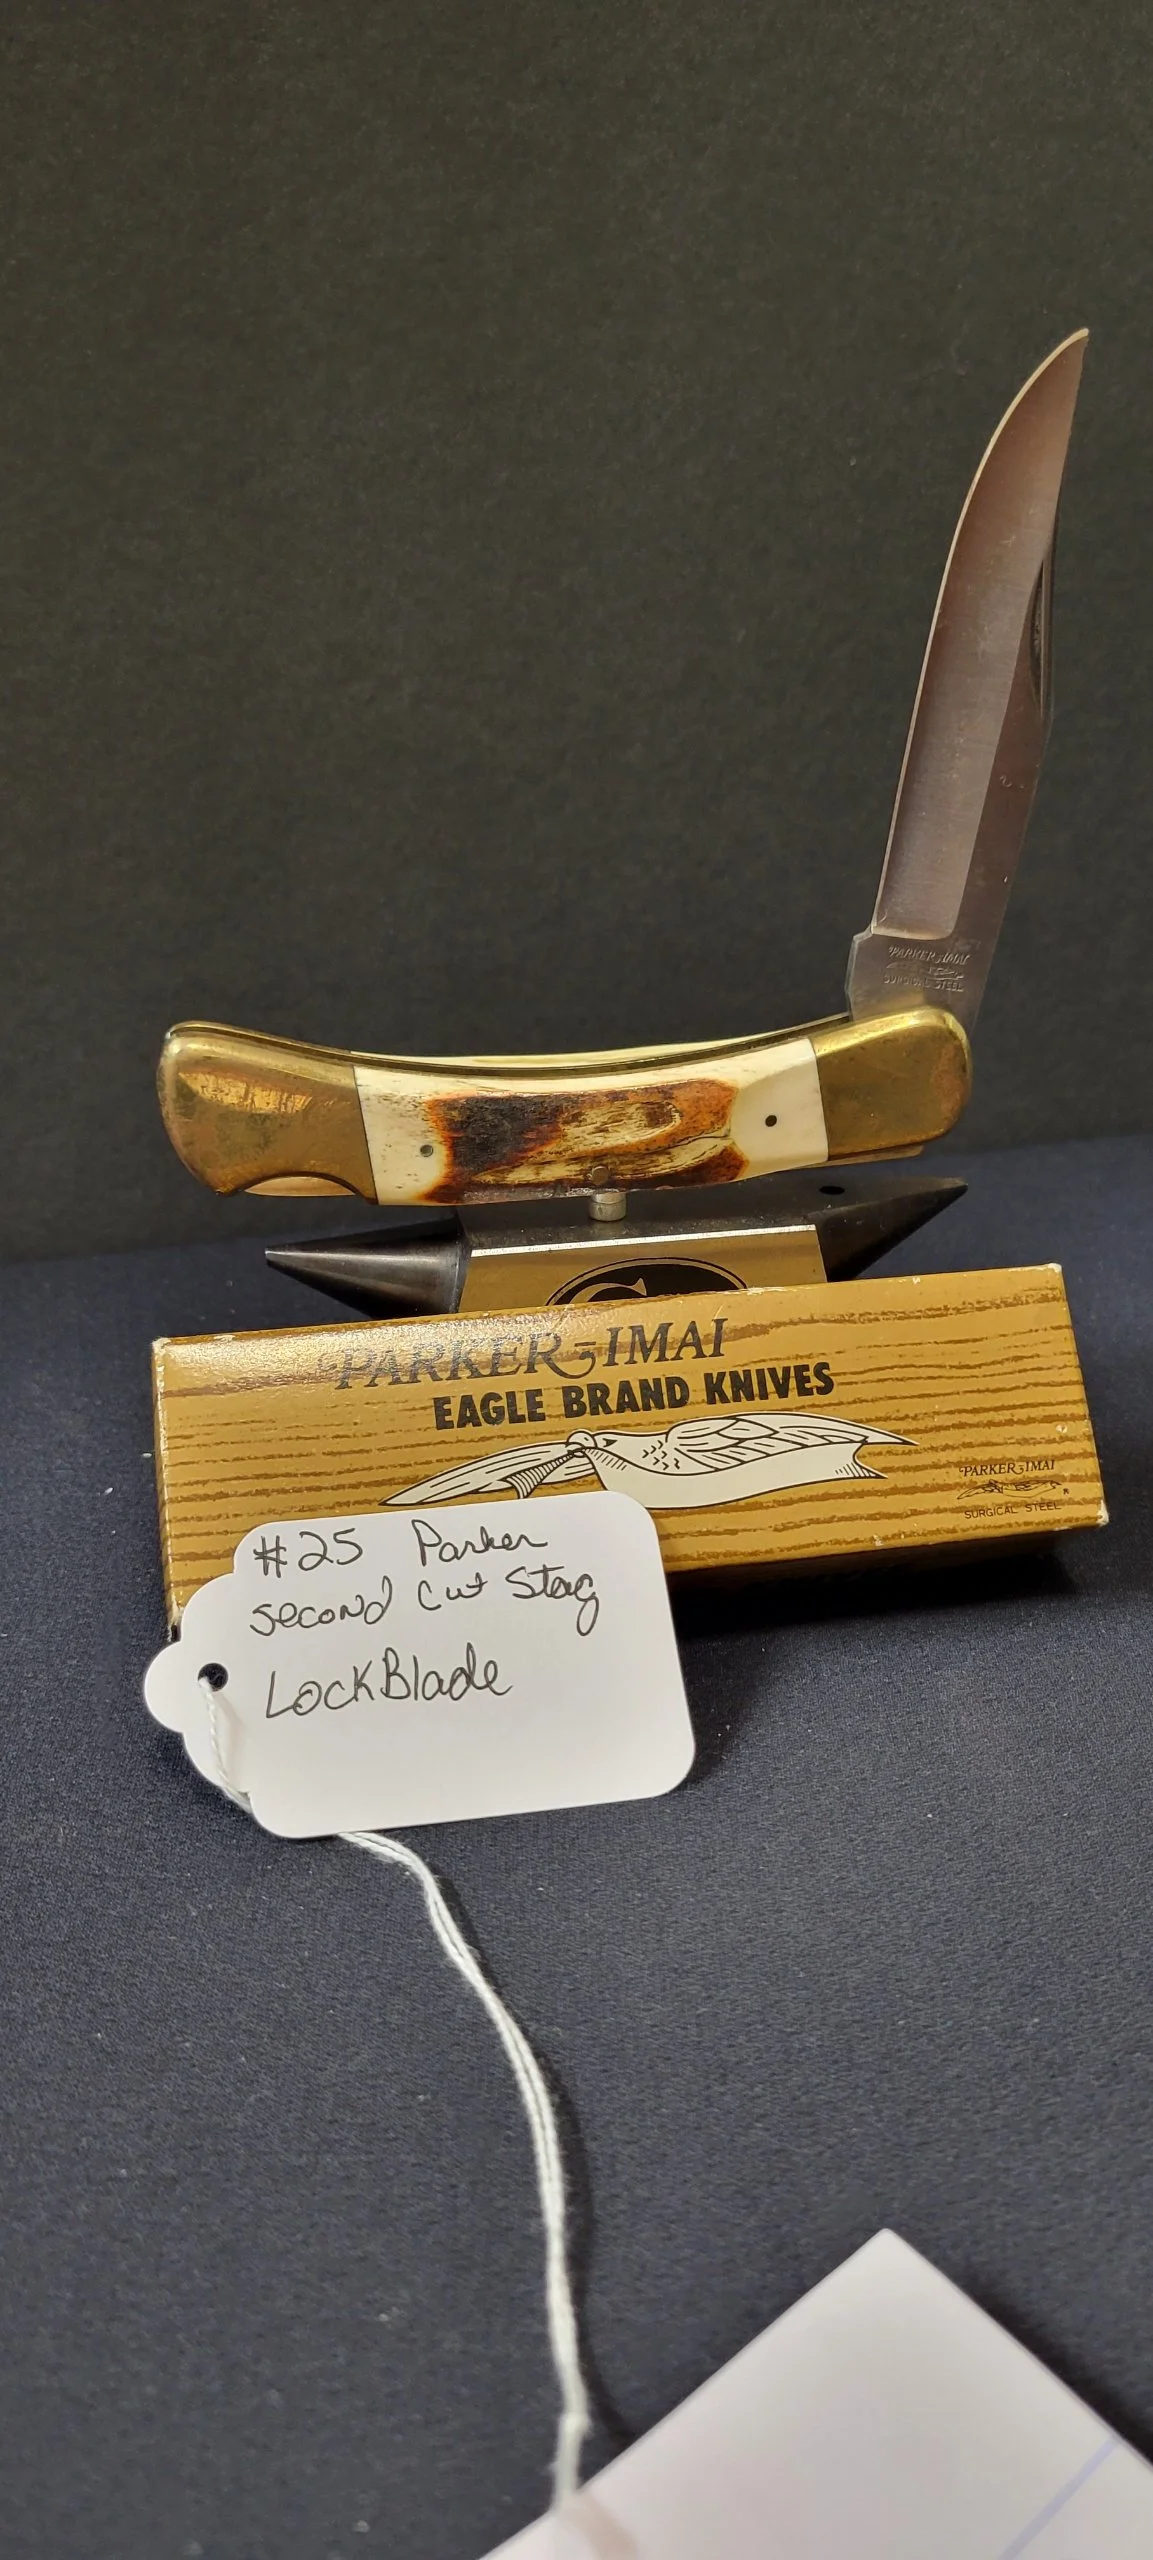 PARKER-IMAI
SURGICAL STEEL
PARKER-IMAI
EAGLE BRAND KNIVES
PARKER-IMAI
SURGICAL STEEL
#25 Parker
second cut Stag
LockBlade